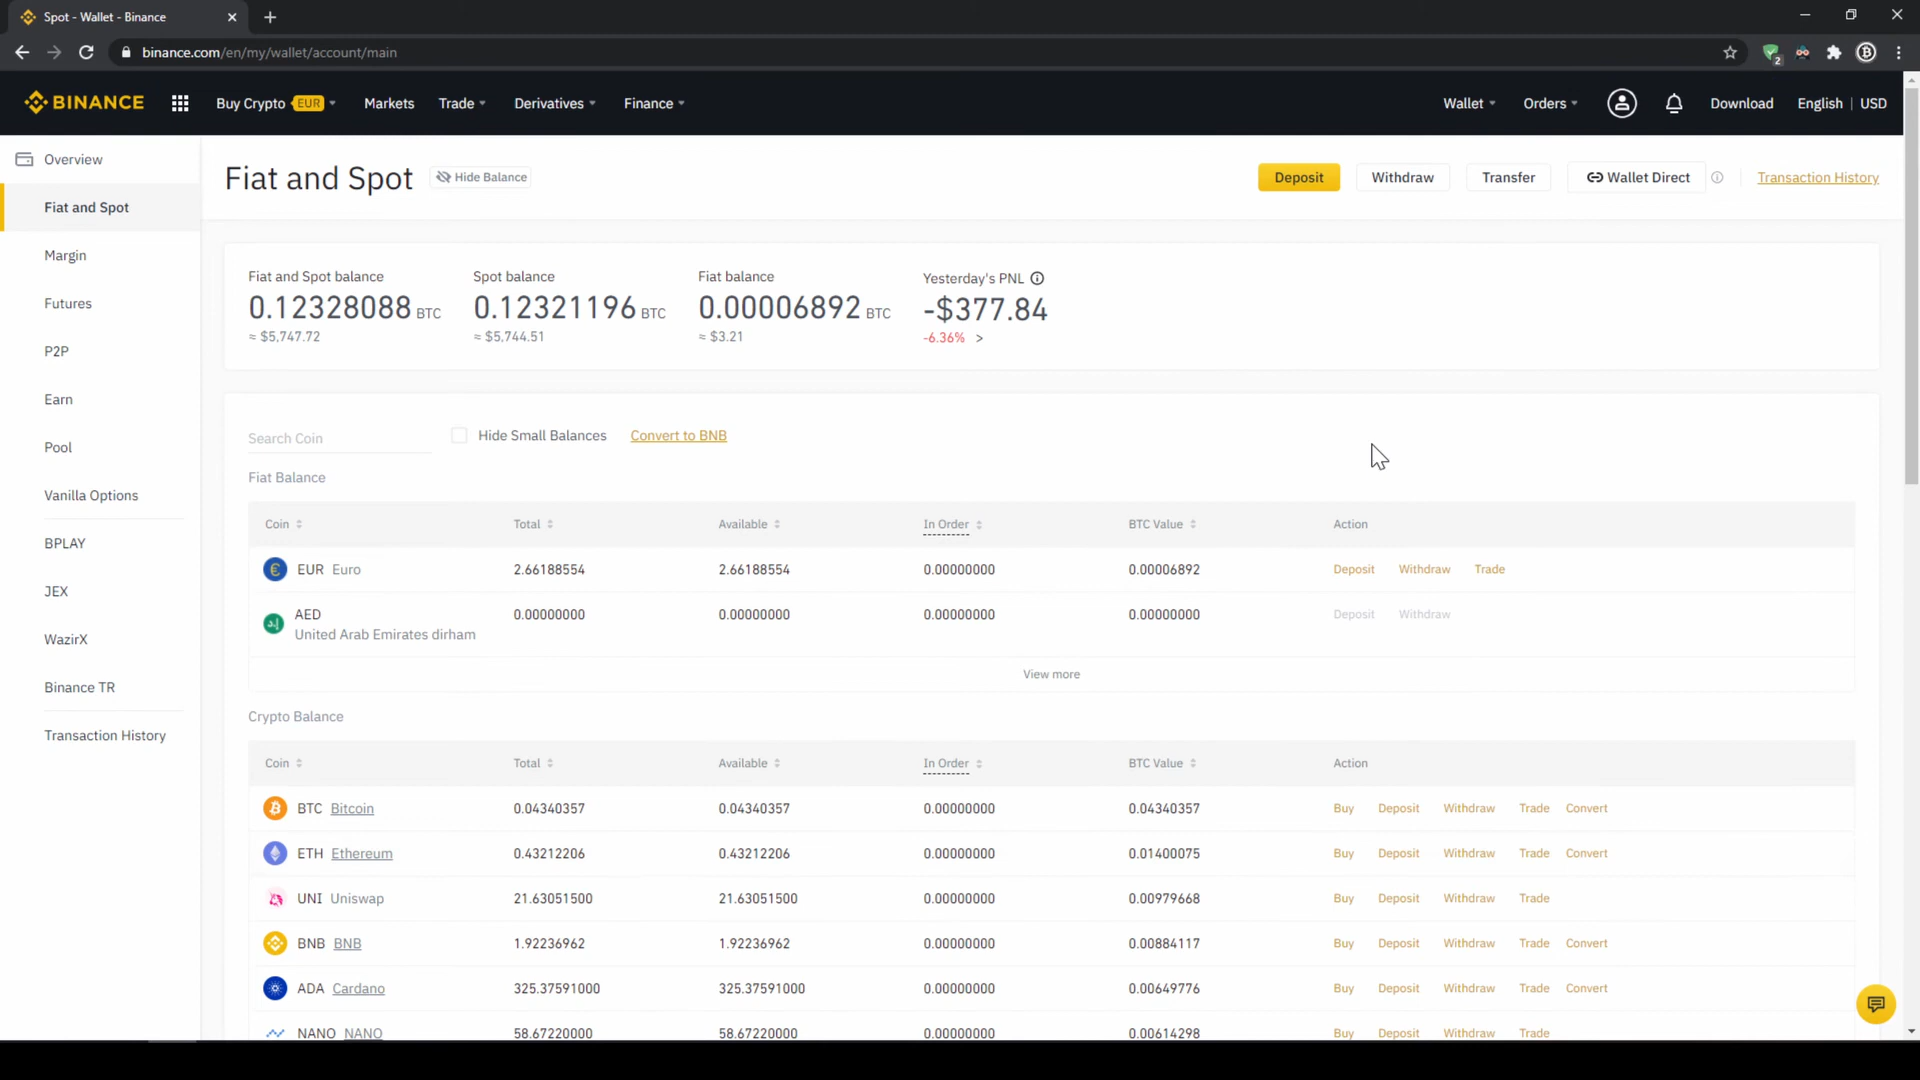 Spot - Wallet - Binance
binance.com/en/my/wallet/account/main
2
BINANCE Buy Crypto EUR Markets Trade Derivatives Finance Wallet Orders Download English | USD
Overview
Fiat and Spot
Margin
Futures
P2P
Earn
Pool
Vanilla Options
BPLAY
JEX
WazirX
Binance TR
Transaction History
Fiat and Spot Hide Balance Deposit Withdraw Transfer Wallet Direct Transaction History
Fiat and Spot balance Spot balance Fiat balance Yesterday's PNL
0.12328088 BTC 0.12321196 BTC 0.00006892 BTC -$377.84
≈ $5,747.72 ≈ $5,744.51 ≈ $3.21 -6.36% >
Search Coin Hide Small Balances Convert to BNB
Fiat Balance
Coin Total Available In Order BTC Value Action
EUR Euro 2.66188554 2.66188554 0.00000000 0.00006892 Deposit Withdraw Trade
AED 0.00000000 0.00000000 0.00000000 0.00000000 Deposit Withdraw
United Arab Emirates dirham
View more
Crypto Balance
Coin Total Available In Order BTC Value Action
BTC Bitcoin 0.04340357 0.04340357 0.00000000 0.04340357 Buy Deposit Withdraw Trade Convert
ETH Ethereum 0.43212206 0.43212206 0.00000000 0.01400075 Buy Deposit Withdraw Trade Convert
UNI Uniswap 21.63051500 21.63051500 0.00000000 0.00979668 Buy Deposit Withdraw Trade
BNB BNB 1.92236962 1.92236962 0.00000000 0.00884117 Buy Deposit Withdraw Trade Convert
ADA Cardano 325.37591000 325.37591000 0.00000000 0.00649776 Buy Deposit Withdraw Trade Convert
NANO NANO 58.67220000 58.67220000 0.00000000 0.00614298 Buy Deposit Withdraw Trade